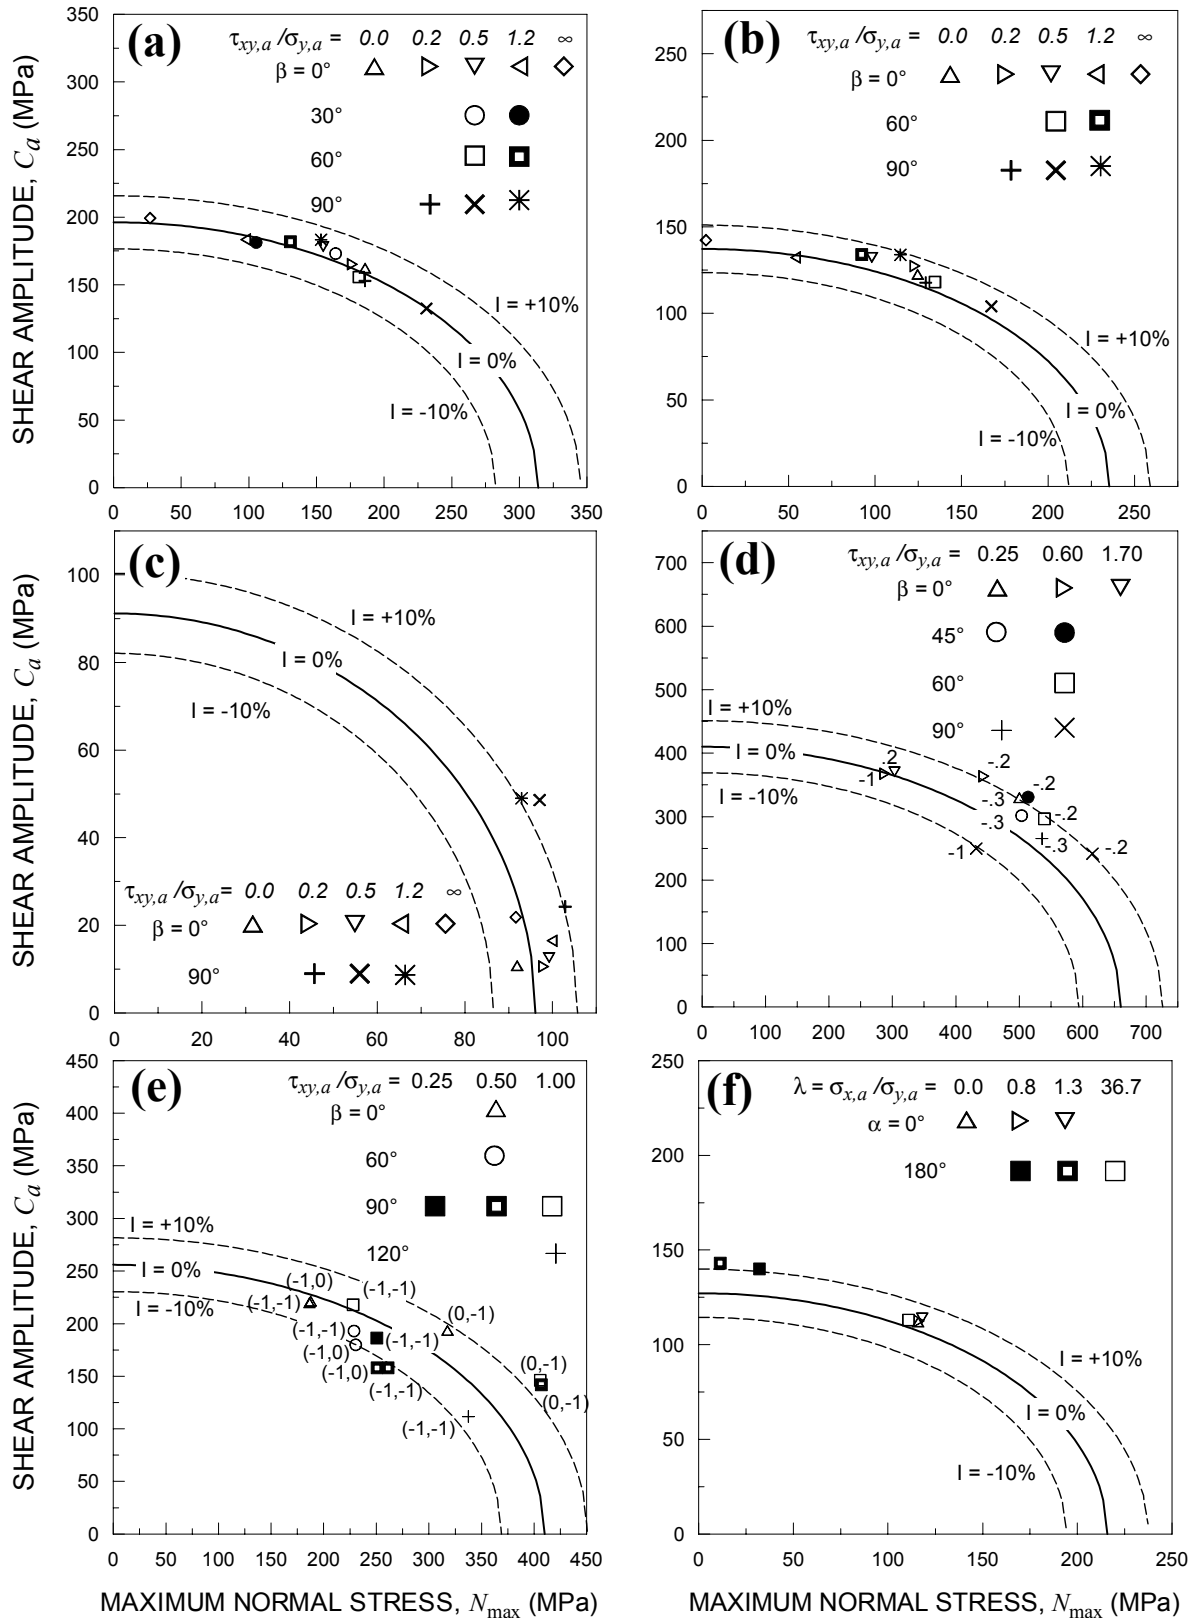 (a)
τxy,a /σy,a = 0.0 0.2 0.5 1.2 ∞
β = 0°
30°
60°
90°
I = +10%
I = 0%
I = -10%
350
300
250
200
150
100
50
0
0 50 100 150 200 250 300 350
SHEAR AMPLITUDE, Ca (MPa)
(b)
τxy,a /σy,a = 0.0 0.2 0.5 1.2 ∞
β = 0°
60°
90°
I = +10%
I = 0%
I = -10%
250
200
150
100
50
0
0 50 100 150 200 250
(c)
I = +10%
I = 0%
I = -10%
τxy,a /σy,a= 0.0 0.2 0.5 1.2 ∞
β = 0°
90°
100
80
60
40
20
0
0 20 40 60 80 100
SHEAR AMPLITUDE, Ca (MPa)
(d)
τxy,a /σy,a= 0.25 0.60 1.70
β = 0°
45°
60°
90°
I = +10%
I = 0%
I = -10%
.2
-1
-.2
-.2
-.3
-.2
-.3
-.3
-.2
-1
700
600
500
400
300
200
100
0
0 100 200 300 400 500 600 700
(e)
τxy,a /σy,a = 0.25 0.50 1.00
β = 0°
60°
90°
120°
I = +10%
I = 0%
I = -10%
(-1,0)
(-1,-1)
(-1,-1)
(0,-1)
(-1,-1)
(-1,-1)
(-1,0)
(-1,0)
(-1,-1)
(0,-1)
(0,-1)
(-1,-1)
450
400
350
300
250
200
150
100
50
0
0 50 100 150 200 250 300 350 400 450
SHEAR AMPLITUDE, Ca (MPa)
MAXIMUM NORMAL STRESS, Nmax (MPa)
(f)
λ = σx,a /σy,a = 0.0 0.8 1.3 36.7
α = 0°
180°
I = +10%
I = 0%
I = -10%
250
200
150
100
50
0
0 50 100 150 200 250
MAXIMUM NORMAL STRESS, Nmax (MPa)